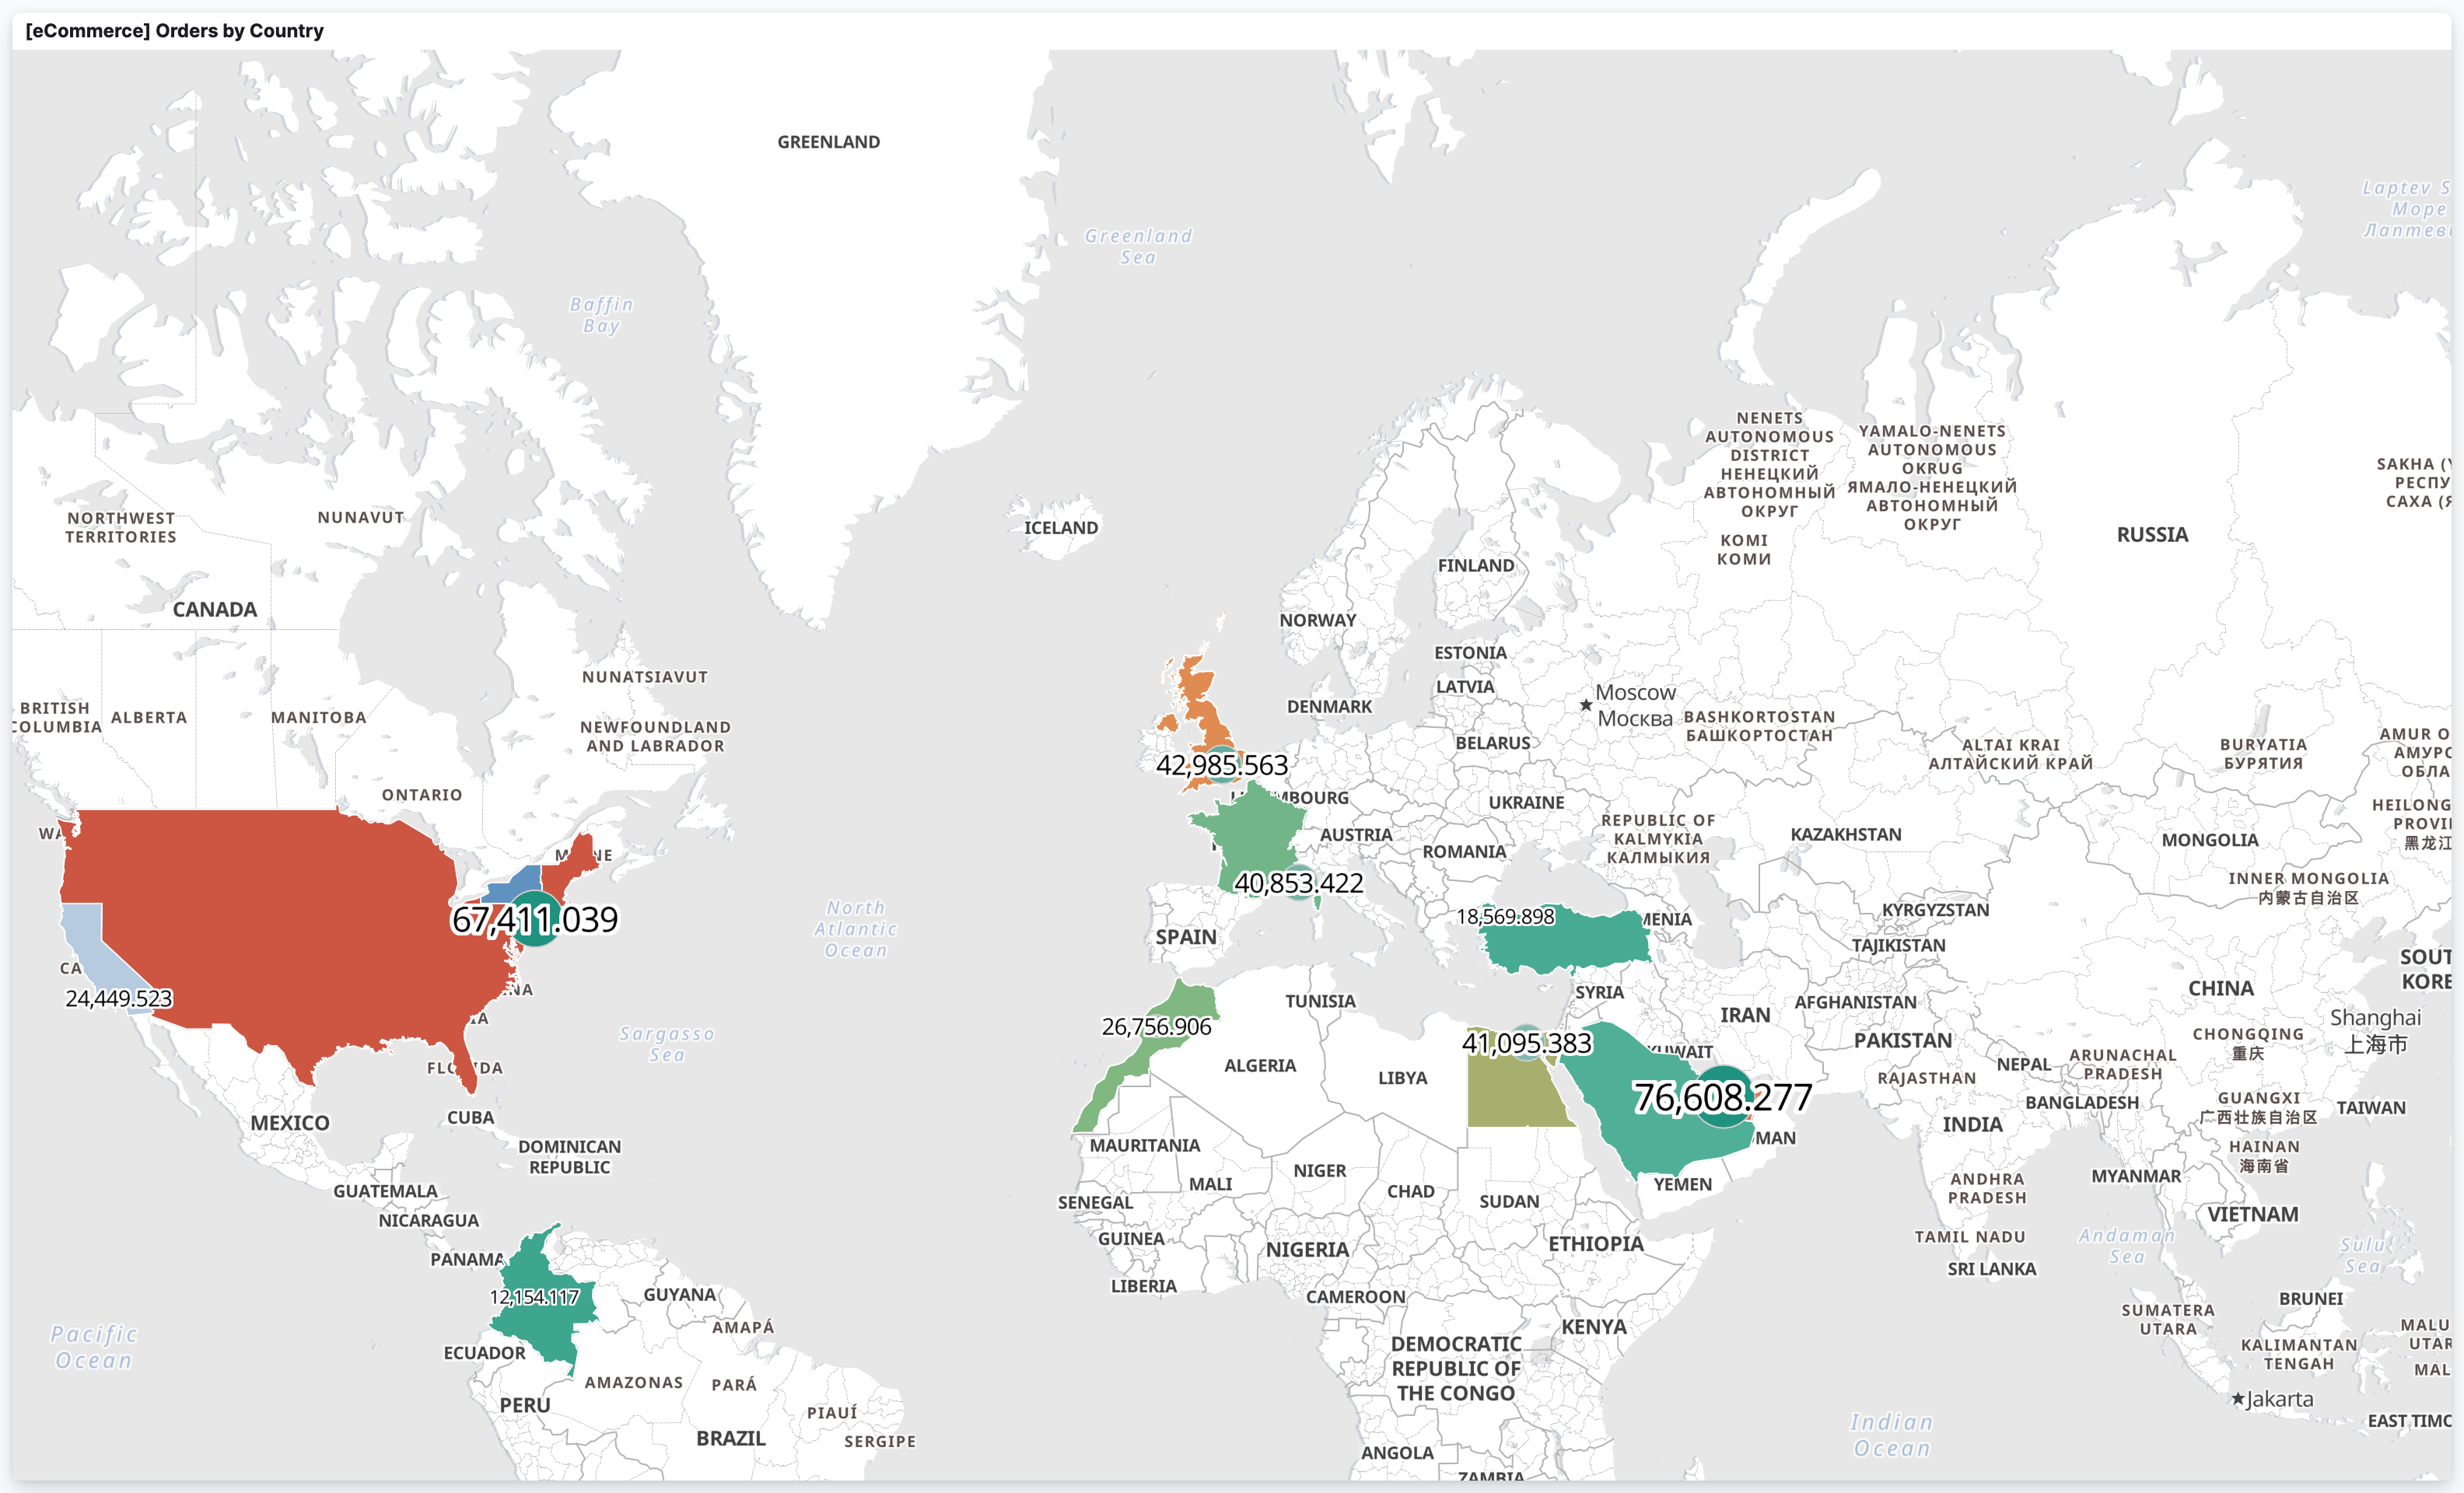 [eCommerce] Orders by Country
GREENLAND
Laptev S
Море
Лаптевы
Greenland
Sea
Baffin
Bay
NENETS
AUTONOMOUS
DISTRICT
НЕНЕЦКИЙ
АВТОНОМНЫЙ
ОКРУГ
YAMALO-NENETS
AUTONOMOUS
OKRUG
ЯМАЛО-НЕНЕЦКИЙ
АВТОНОМНЫЙ
ОКРУГ
SAKHA (Y
РЕСПУ
САХА (Я
NORTHWEST
TERRITORIES
NUNAVUT
ICELAND
RUSSIA
KOMI
КОМИ
FINLAND
CANADA
NORWAY
ESTONIA
NUNATSIAVUT
LATVIA
Moscow
Москва
BRITISH
COLUMBIA
ALBERTA
MANITOBA
DENMARK
BASHKORTOSTAN
БАШКОРТОСТАН
NEWFOUNDLAND
AND LABRADOR
BELARUS
ALTAI KRAI
АЛТАЙСКИЙ КРАЙ
BURYATIA
БУРЯТИЯ
AMUR O
АМУРС
ОБЛА
42,985.563
ONTARIO
MBOURG
UKRAINE
HEILONG
PROVI
黑龙江
REPUBLIC OF
KALMYKIA
КАЛМЫКИЯ
KAZAKHSTAN
MONGOLIA
WA
AUSTRIA
ROMANIA
M NE
40,853.422
INNER MONGOLIA
内蒙古自治区
67,411.039
North
Atlantic
Ocean
18,569.898
MENIA
KYRGYZSTAN
SPAIN
TAJIKISTAN
SOUT
KORE
CA
24,449.523
NA
IA
SYRIA
TUNISIA
AFGHANISTAN
CHINA
IRAN
Shanghai
上海市
26,756.906
Sargasso
Sea
41,095.383
PAKISTAN
CHONGQING
重庆
KUWAIT
FLO IDA
ALGERIA
LIBYA
NEPAL
ARUNACHAL
PRADESH
RAJASTHAN
76,608.277
BANGLADESH
GUANGXI
广西壮族自治区
TAIWAN
CUBA
MEXICO
INDIA
MAN
DOMINICAN
REPUBLIC
MAURITANIA
HAINAN
海南省
NIGER
MYANMAR
GUATEMALA
MALI
CHAD
YEMEN
ANDHRA
PRADESH
SENEGAL
SUDAN
NICARAGUA
VIETNAM
GUINEA
NIGERIA
ETHIOPIA
TAMIL NADU
Andaman
Sea
Sulu
Sea
PANAMA
SRI LANKA
LIBERIA
12,154.117
GUYANA
CAMEROON
BRUNEI
AMAPÁ
KENYA
SUMATERA
UTARA
MALU
UTAR
Pacific
Ocean
ECUADOR
DEMOCRATIC
REPUBLIC OF
THE CONGO
KALIMANTAN
TENGAH
MAL
AMAZONAS
PARÁ
PERU
Jakarta
PIAUÍ
EAST TIMO
BRAZIL
SERGIPE
Indian
Ocean
ANGOLA
ZAMBIA